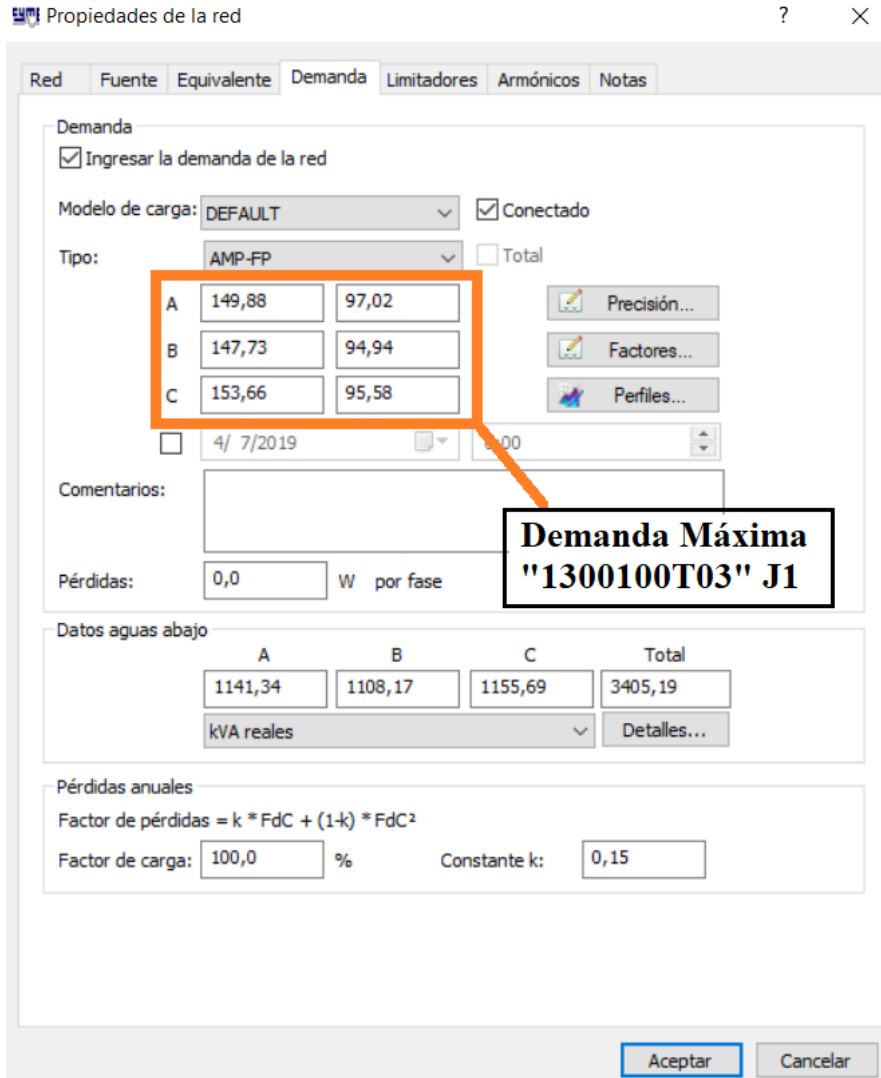 CYME Propiedades de la red ? ×
Red Fuente Equivalente Demanda Limitadores Armónicos Notas
Demanda
Ingresar la demanda de la red
Modelo de carga: DEFAULT Conectado
Tipo: AMP-FP Total
A 149,88 97,02 Precisión...
B 147,73 94,94 Factores...
C 153,66 95,58 Perfiles...
4/ 7/2019 :00
Comentarios:
Demanda Máxima
"1300100T03" J1
Pérdidas: 0,0 W por fase
Datos aguas abajo
A B C Total
1141,34 1108,17 1155,69 3405,19
kVA reales Detalles...
Pérdidas anuales
Factor de pérdidas = k * FdC + (1-k) * FdC²
Factor de carga: 100,0 % Constante k: 0,15
Aceptar Cancelar